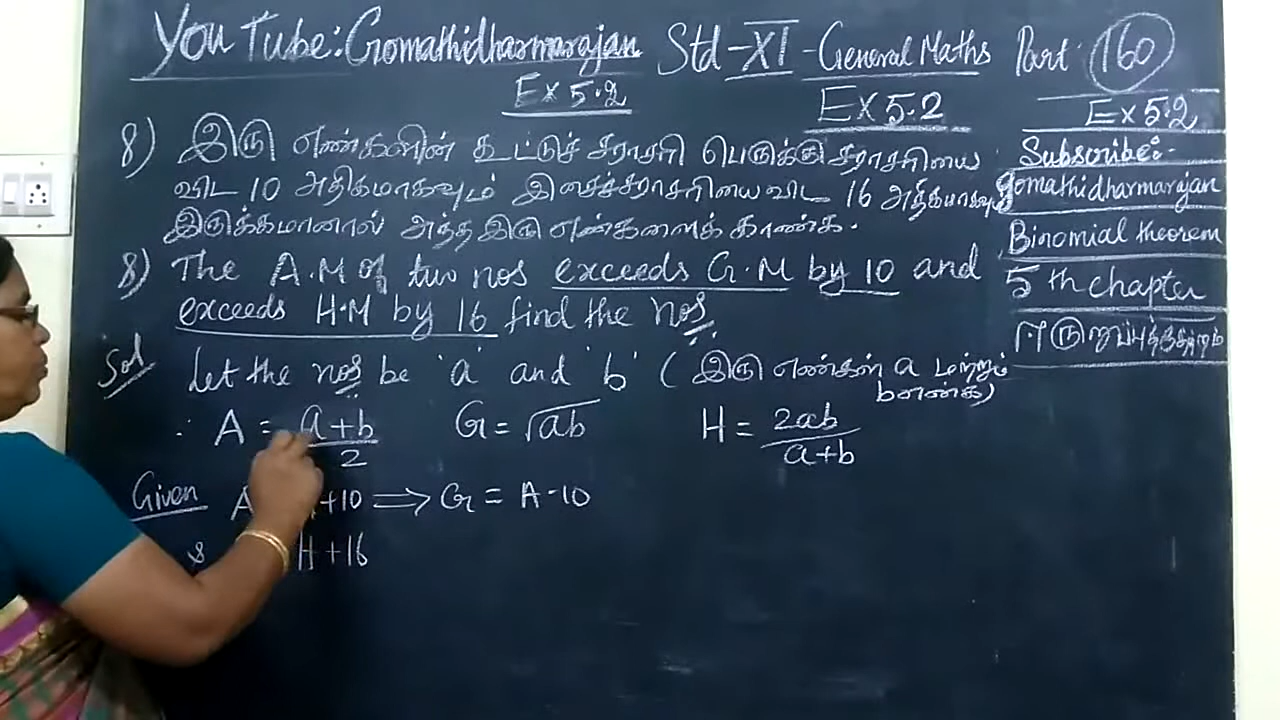 You Tube: Gomathidharmarajan Std-XI-General Maths Part: 160
Ex 5.2 Ex 5.2 Ex 5.2
8) இரு எண்களின் கூட்டுச் சராசரி பெருக்கு சராசரியை
விட 10 அதிகமாகவும் இசைச்சராசரியை விட 16 அதிகமாகவும்
இருக்குமானால் அந்த இரு எண்களைக் காண்க.
8) The A.M of two nos exceeds G.M by 10 and
exceeds H.M by 16 find the nos.
Subscribe:-
gomathidharmarajan
Binomial theorem
5 th chapter
ஈருறுப்புத்தேற்றம்
Sol Let the nos be 'a' and 'b' (இரு எண்கள் a மற்றும்
b என்க)
∴ A = a+b/2 G = √ab H = 2ab/a+b
Given A +10 ⟹ G = A-10
& H+16